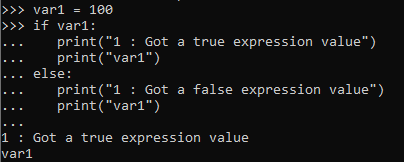 >>> var1 = 100
>>> if var1:
...     print("1 : Got a true expression value")
...     print("var1")
... else:
...     print("1 : Got a false expression value")
...     print("var1")
...
1 : Got a true expression value
var1